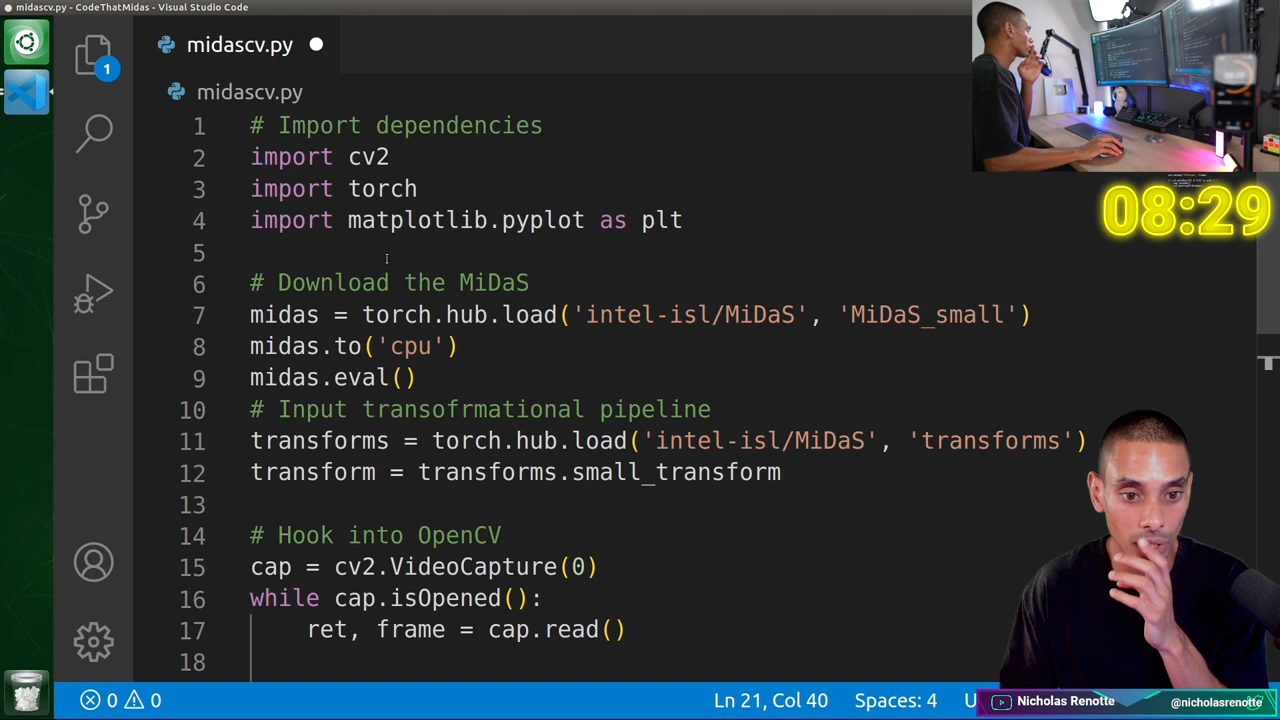 midascv.py - CodeThatMidas - Visual Studio Code
midascv.py
1
midascv.py
08:29
1 # Import dependencies
2 import cv2
3 import torch
4 import matplotlib.pyplot as plt
5
6 # Download the MiDaS
7 midas = torch.hub.load('intel-isl/MiDaS', 'MiDaS_small')
8 midas.to('cpu')
9 midas.eval()
10 # Input transofrmational pipeline
11 transforms = torch.hub.load('intel-isl/MiDaS', 'transforms')
12 transform = transforms.small_transform
13
14 # Hook into OpenCV
15 cap = cv2.VideoCapture(0)
16 while cap.isOpened():
17 ret, frame = cap.read()
18
0 0 Ln 21, Col 40 Spaces: 4
Nicholas Renotte @nicholasrenotte